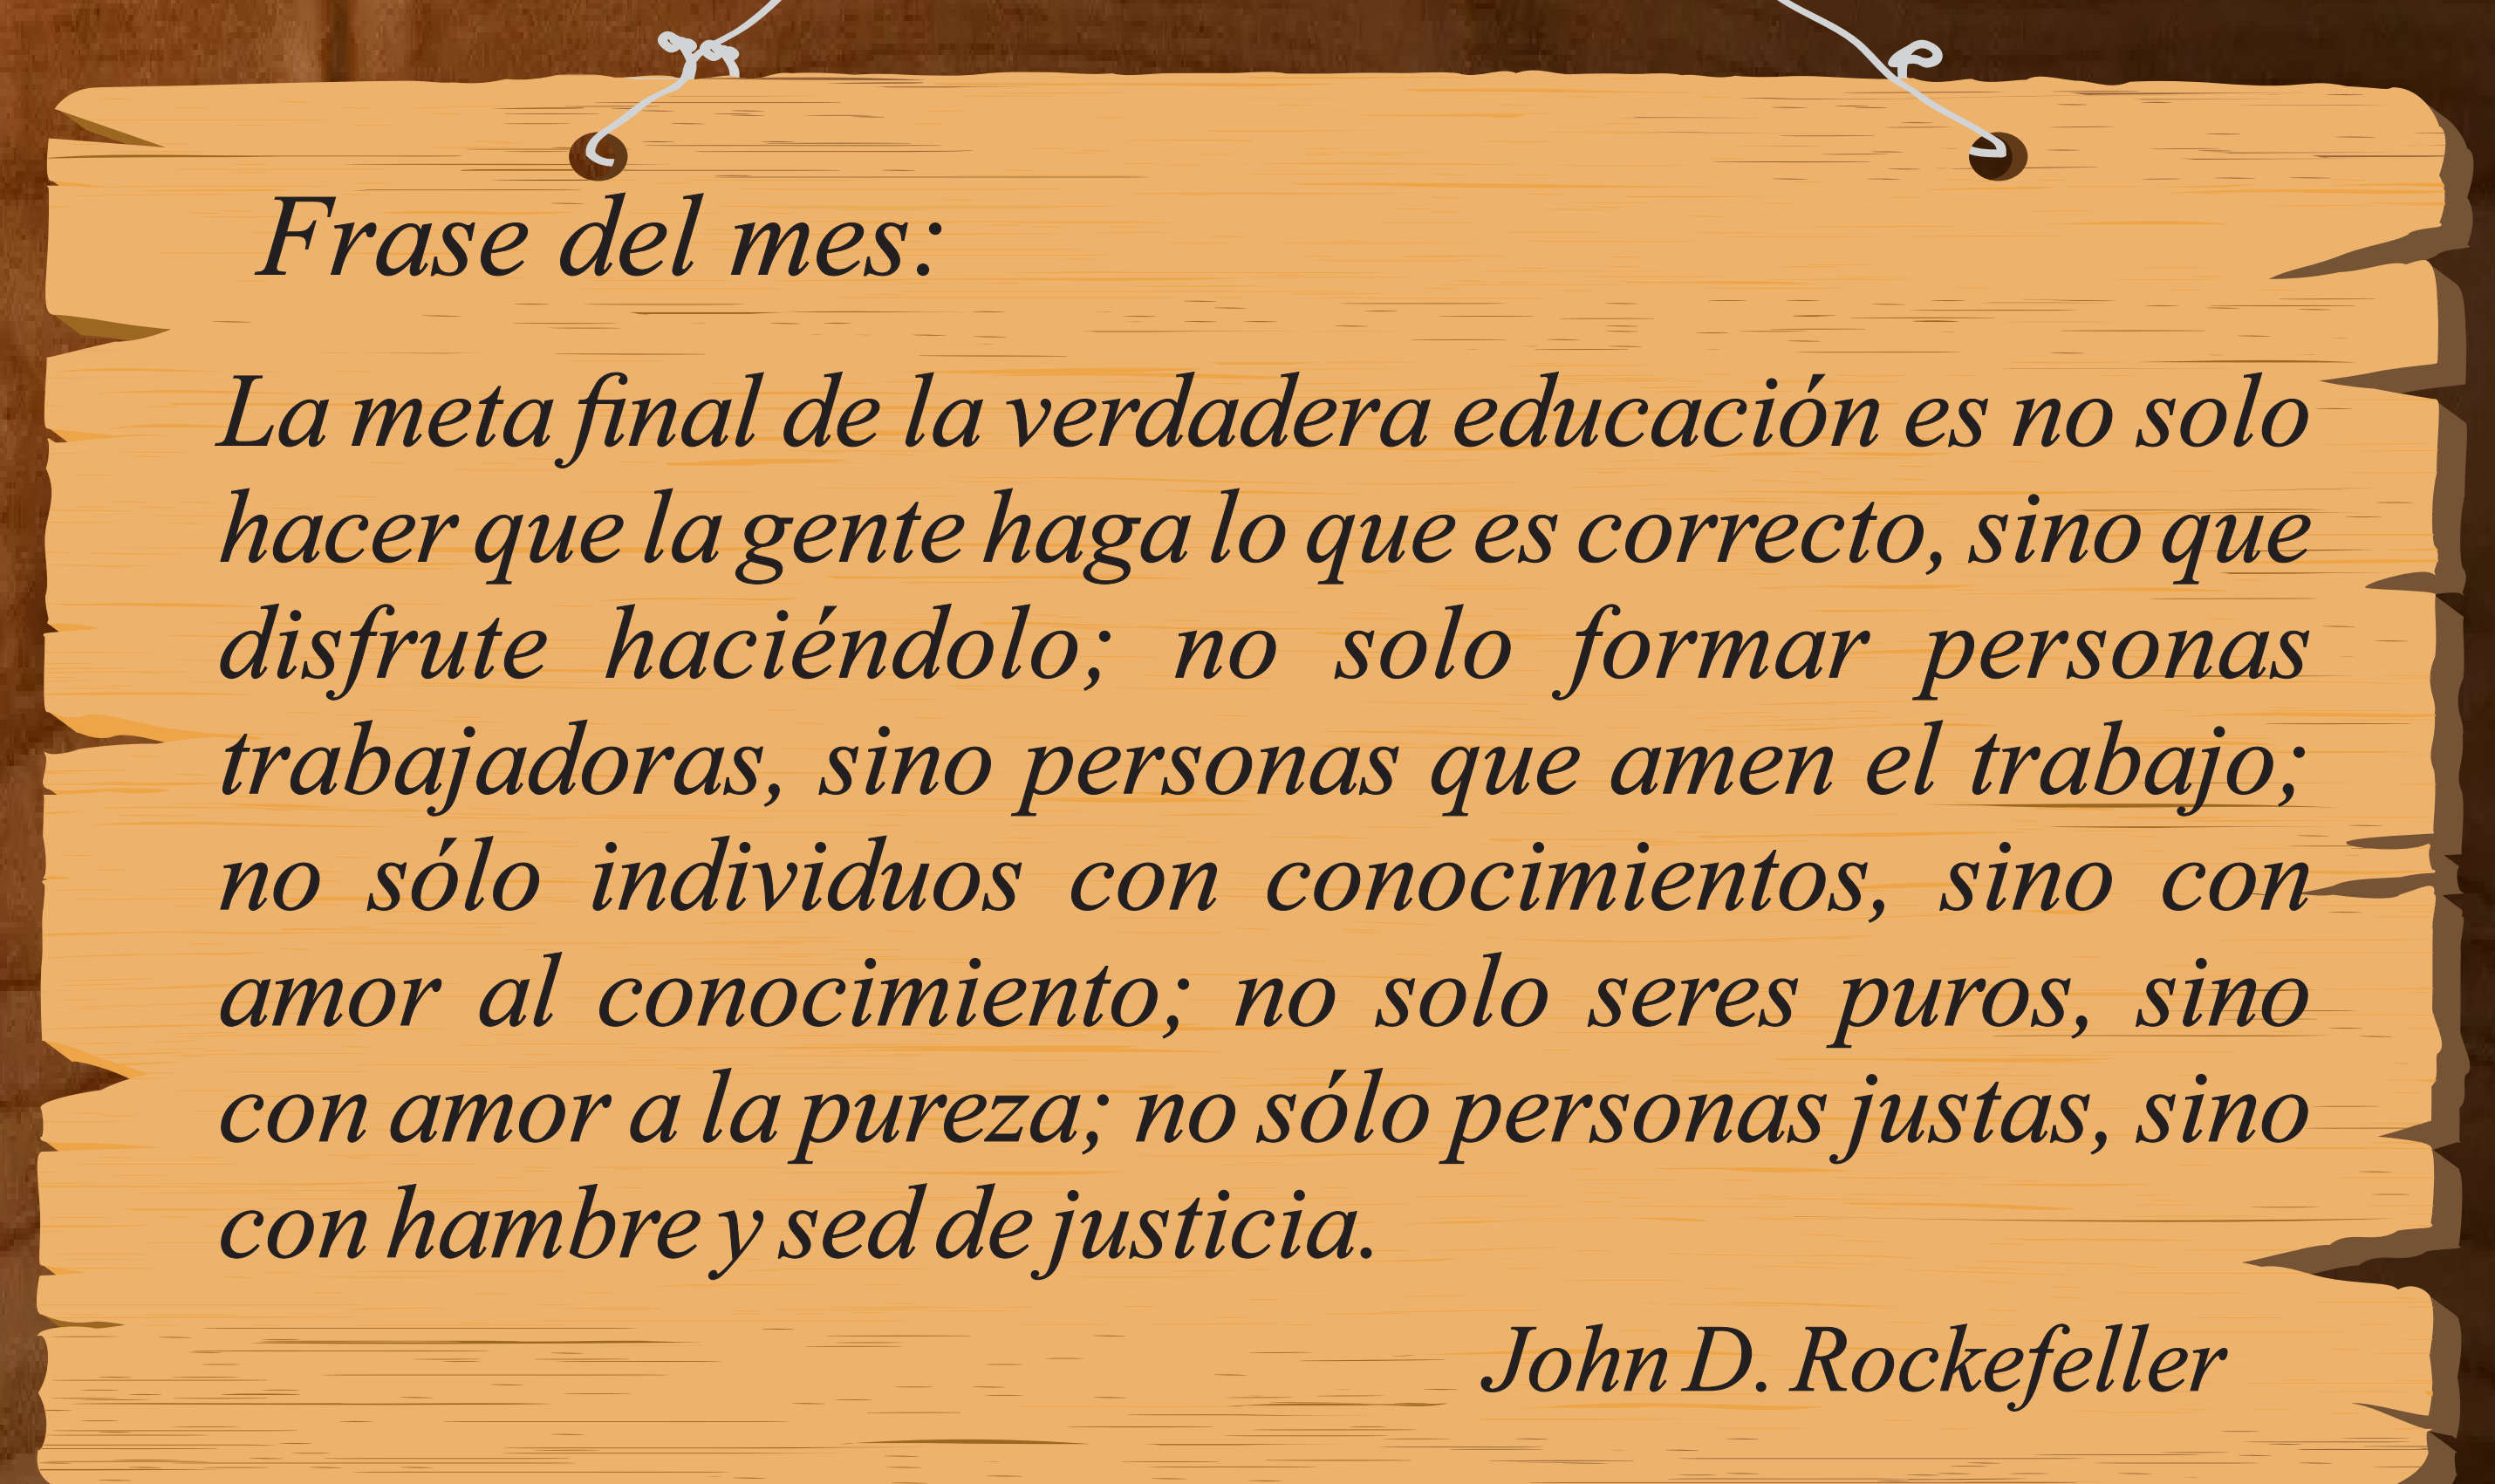 Frase del mes:
La meta final de la verdadera educación es no solo
hacer que la gente haga lo que es correcto, sino que
disfrute haciéndolo; no solo formar personas
trabajadoras, sino personas que amen el trabajo;
no sólo individuos con conocimientos, sino con
amor al conocimiento; no solo seres puros, sino
con amor a la pureza; no sólo personas justas, sino
con hambre y sed de justicia.
John D. Rockefeller